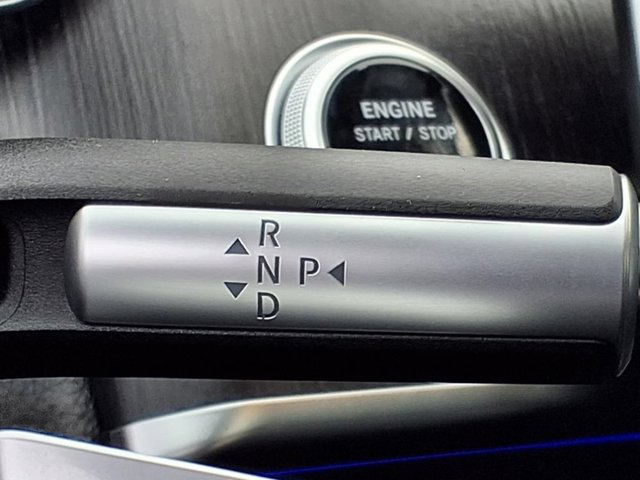 ENGINE
START / STOP
R
N P
D